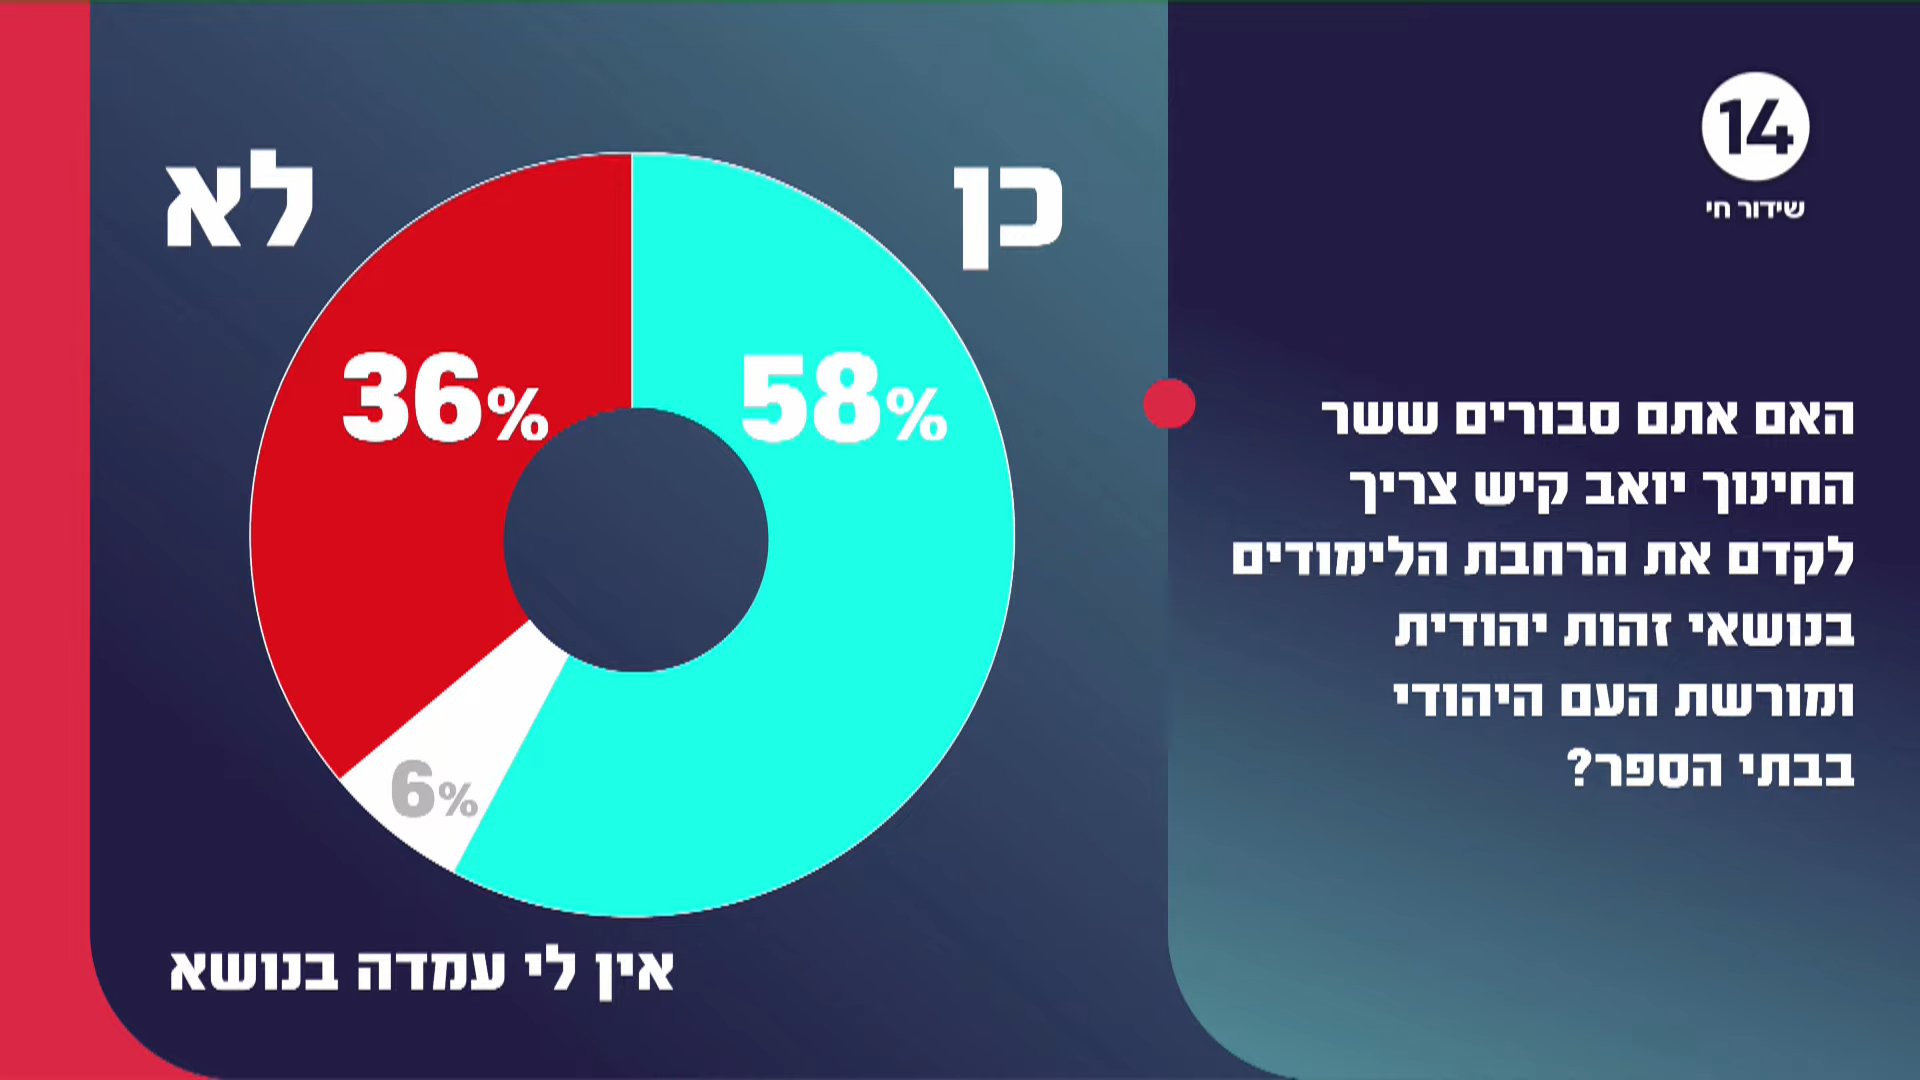 14
שידור חי
האם אתם סבורים ששר
החינוך יואב קיש צריך
לקדם את הרחבת הלימודים
בנושאי זהות יהודית
ומורשת העם היהודי
בבתי הספר?
כן
לא
58%
36%
6%
אין לי עמדה בנושא